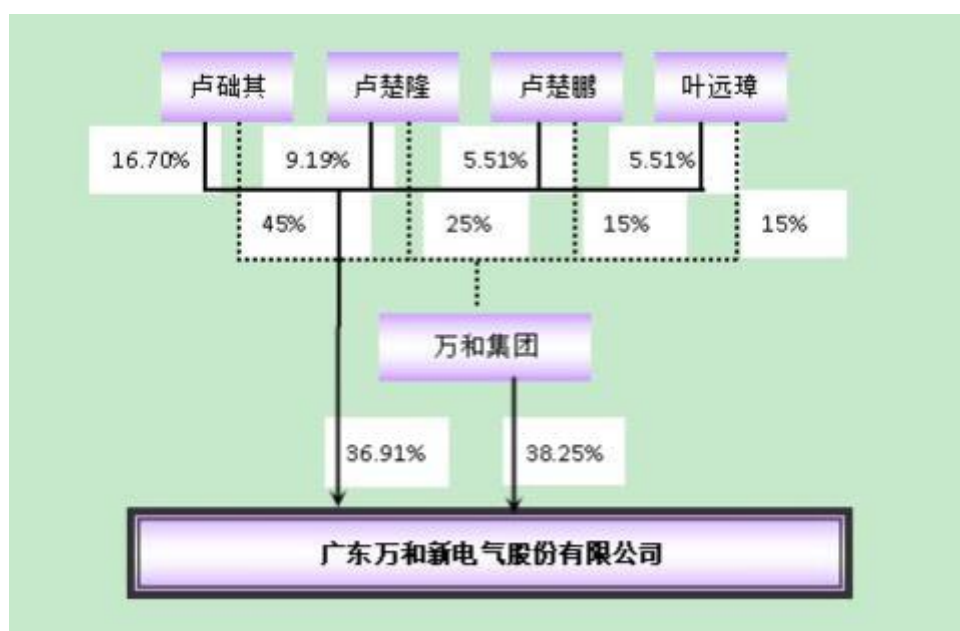 卢础其 卢楚隆 卢楚鹏 叶远璋
16.70% 9.19% 5.51% 5.51%
45% 25% 15% 15%
万和集团
36.91% 38.25%
广东万和新电气股份有限公司